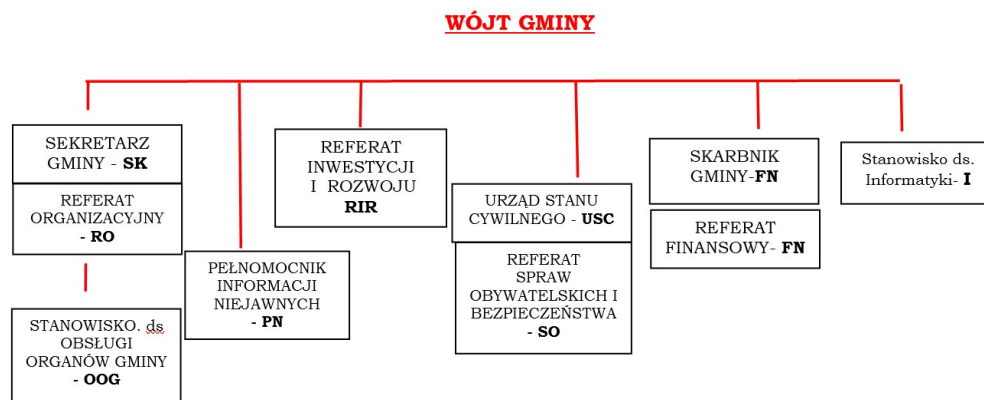 WÓJT GMINY
SEKRETARZ
GMINY - SK
REFERAT
ORGANIZACYJNY
- RO
STANOWISKO. ds
OBSŁUGI
ORGANÓW GMINY
- OOG
PEŁNOMOCNIK
INFORMACJI
NIEJAWNYCH
- PN
REFERAT
INWESTYCJI
I ROZWOJU
RIR
URZĄD STANU
CYWILNEGO - USC
REFERAT
SPRAW
OBYWATELSKICH I
BEZPIECZEŃSTWA
- SO
SKARBNIK
GMINY-FN
REFERAT
FINANSOWY- FN
Stanowisko ds.
Informatyki- I